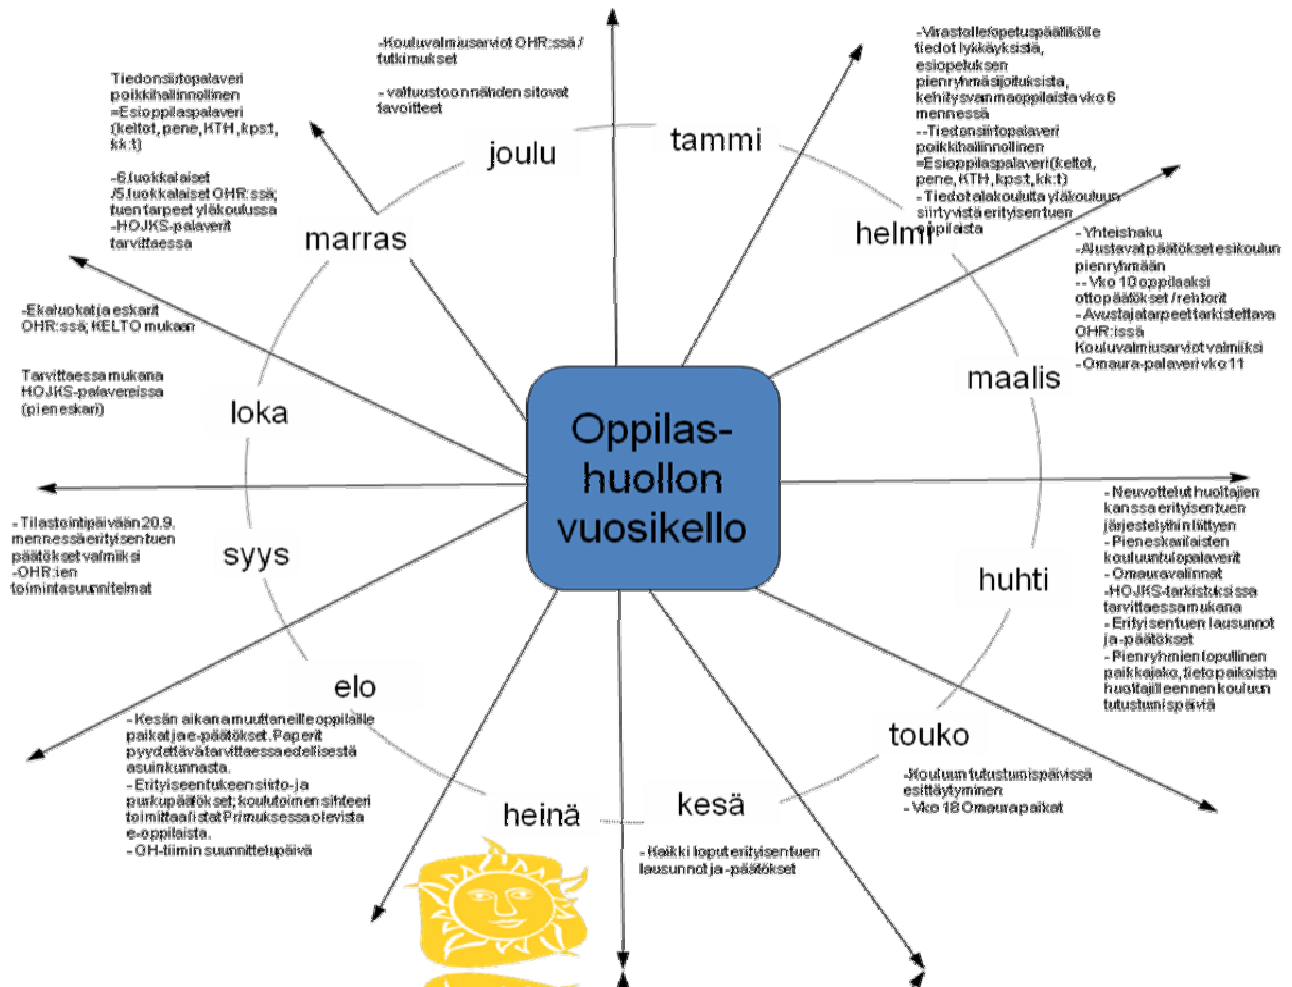 Oppilas-
huollon
vuosikello
tammi
-Virastolle/opetuspäällikölle
tiedot lykkäyksistä,
esiopetuksen
pienryhmäsijoituksista,
kehitysvammaoppilaista vko 6
mennessä
--Tiedonsiirtopalaveri
poikkihallinnollinen
=Esioppilaspalaveri (keltot,
pene, KTH, kps:t, kk:t)
-Tiedot alakoulults yläkouluun
siirtyvistä erityisen tuen
oppilaista
helmi
- Yhteishaku
-Alustavat päätökset esikoulun
pienryhmään
-- Vko 10 oppilaaksi
ottopäätökset / rehtorit
- Avustajatarpeet tarkistettava
OHR:issä
Kouluvalmiusarviot valmiiksi
- Omaura-palaveri vko 11
maalis
- Neuvottelut huoltajien
kanssa erityisen tuen
järjestelyihin liittyen
- Pieneskarilaisten
kouluuntulopalaverit
- Omauravalinnat
-HOJKS-tarkistuksissa
tarvittaessa mukana
- Erityisen tuen lausunnot
ja -päätökset
- Pienryhmien lopullinen
paikkajako, tieto paikoista
huoltajille ennen kouluun
tutustumispäiviä
huhti
touko
-Kouluun tutustumispäivissä
esittäytyminen
- Vko 18 Omaura paikat
kesä
- Kaikki loput erityisen tuen
lausunnot ja -päätökset
heinä
elo
- Kesän aikana muuttaneille oppilaille
paikat ja e-päätökset. Paperit
pyydettävä tarvittaessa edellisestä
asuinkunnasta.
- Erityiseen tukeen siirto- ja
purkupäätökset; koulutoimen sihteeri
toimittaa listat Primuksessa olevista
e-oppilaista.
- OH-tiimin suunnittelupäivä
syys
- Tilastointipäivään 20.9.
mennessä erityisen tuen
päätökset valmiiksi
-OHR:ien
toimintasuunnitelmat
loka
-Ekaluokat ja eskarit
OHR:ssä; KELTO mukaan
Tarvittaessa mukana
HOJKS-palavereissa
(pieneskari)
marras
Tiedonsiirtopalaveri
poikkihallinnollinen
=Esioppilaspalaveri
(keltot, pene, KTH, kps:t,
kk:t)
-6.luokkalaiset
/5.luokkalaiset OHR:ssä;
tuen tarpeet yläkoulussa
-HOJKS-palaverit
tarvittaessa
joulu
-Kouluvalmiusarviot OHR:ssä /
tutkimukset
- valtuustoon nähden sitovat
tavoitteet